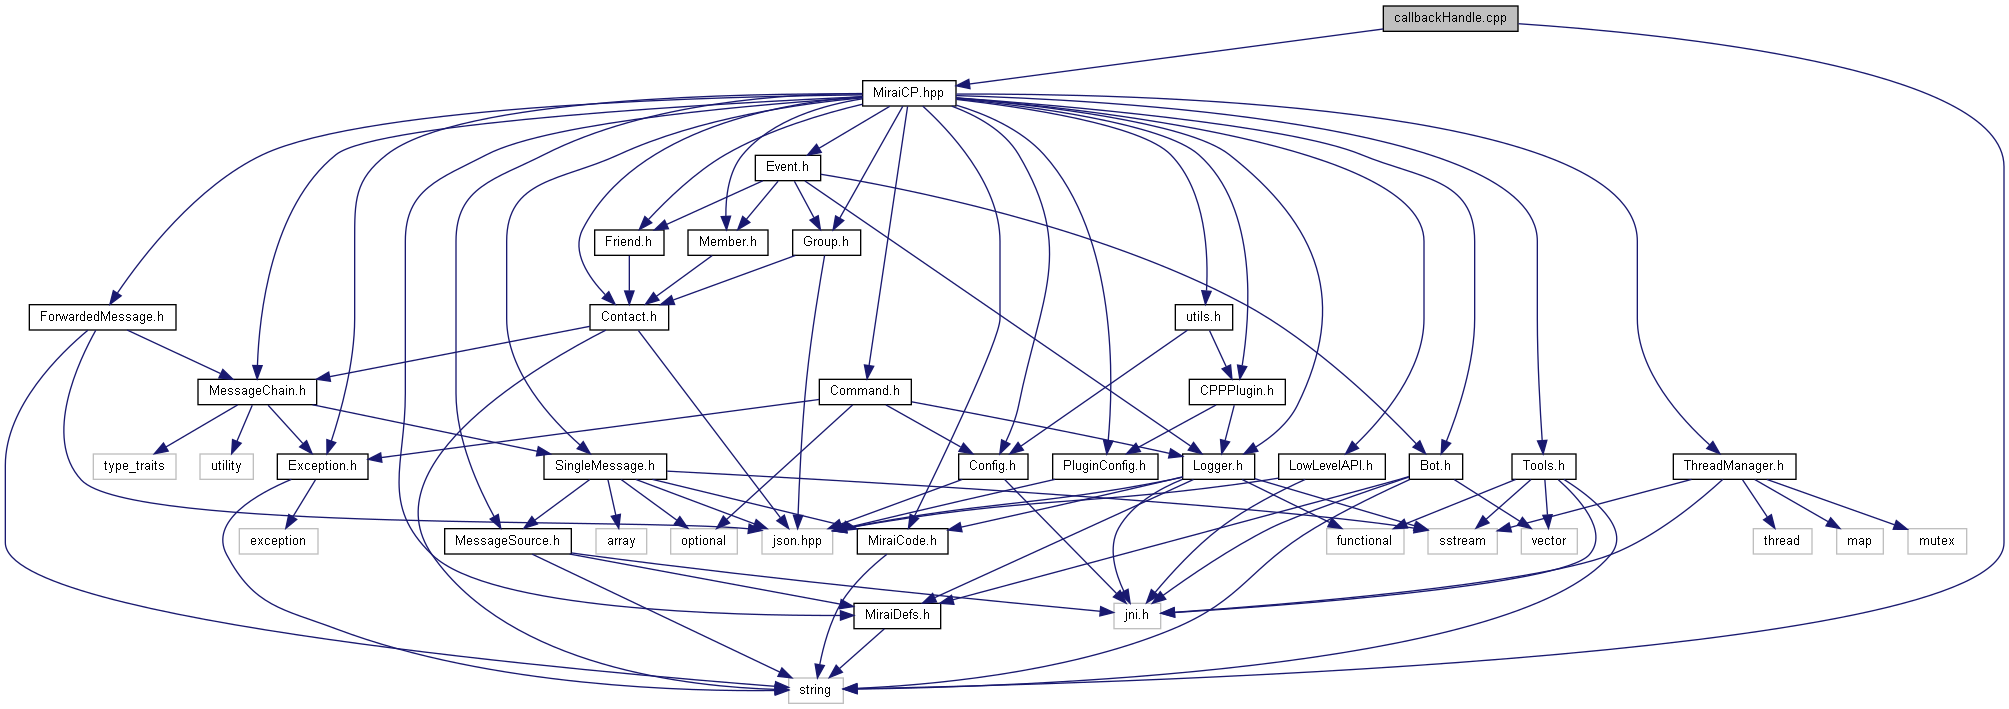 callbackHandle.cpp
MiraiCP.hpp
Event.h
Friend.h
Member.h
Group.h
ForwardedMessage.h
Contact.h
utils.h
MessageChain.h
Command.h
CPPPlugin.h
type_traits
utility
Exception.h
SingleMessage.h
Config.h
PluginConfig.h
Logger.h
LowLevelAPI.h
Bot.h
Tools.h
ThreadManager.h
exception
MessageSource.h
array
optional
json.hpp
MiraiCode.h
functional
sstream
vector
thread
map
mutex
MiraiDefs.h
jni.h
string